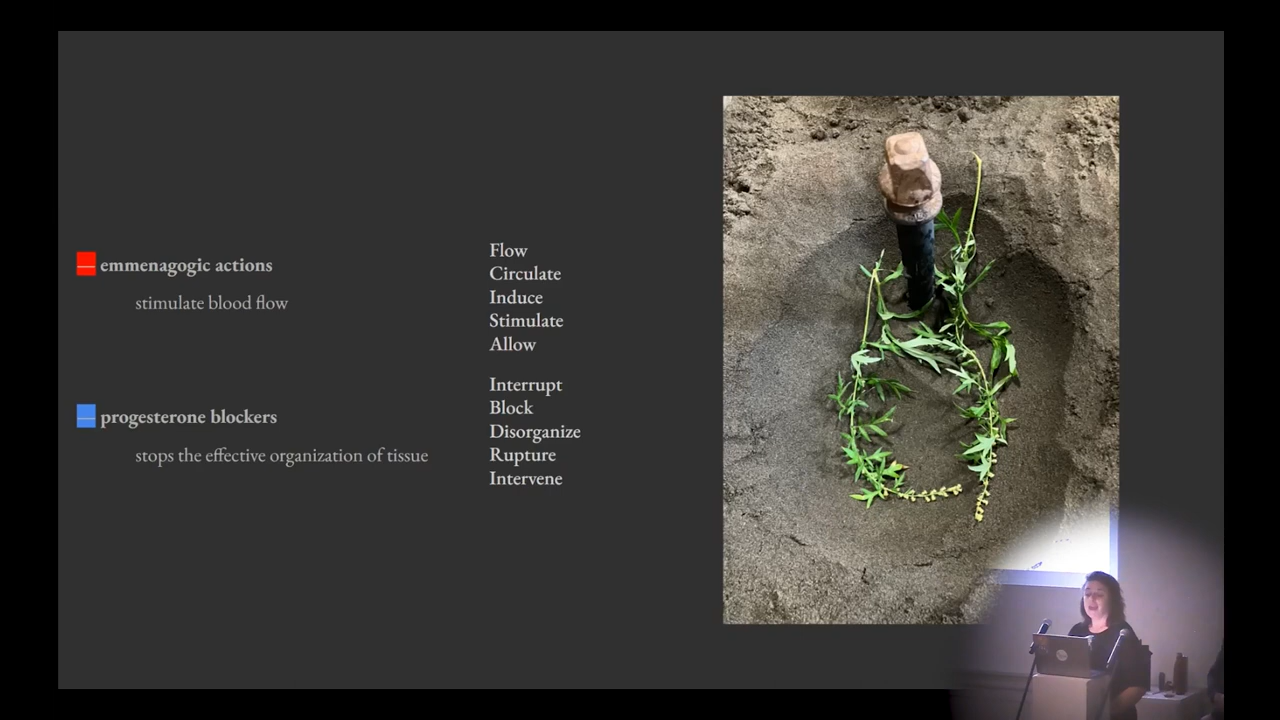 emmenagogic actions
stimulate blood flow
progesterone blockers
stops the effective organization of tissue
Flow
Circulate
Induce
Stimulate
Allow
Interrupt
Block
Disorganize
Rupture
Intervene